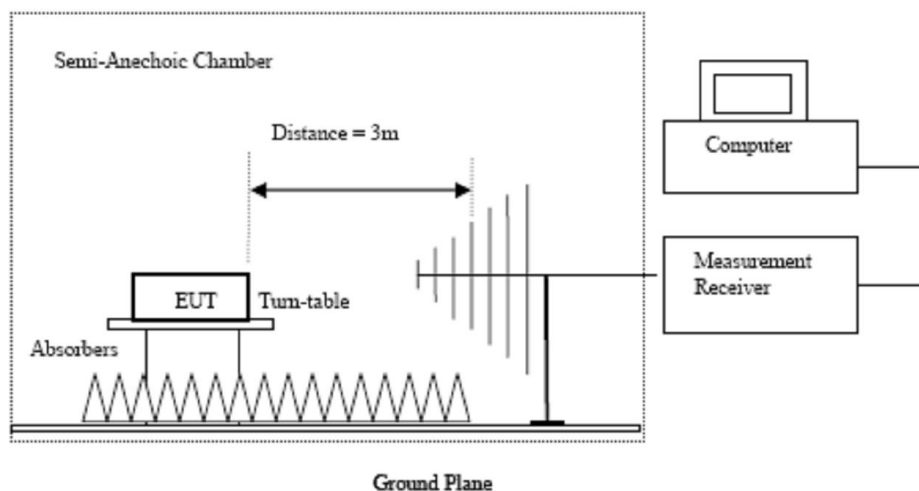 Semi-Anechoic Chamber
Distance = 3m
Computer
Measurement
Receiver
EUT
Turn-table
Absorbers
Ground Plane